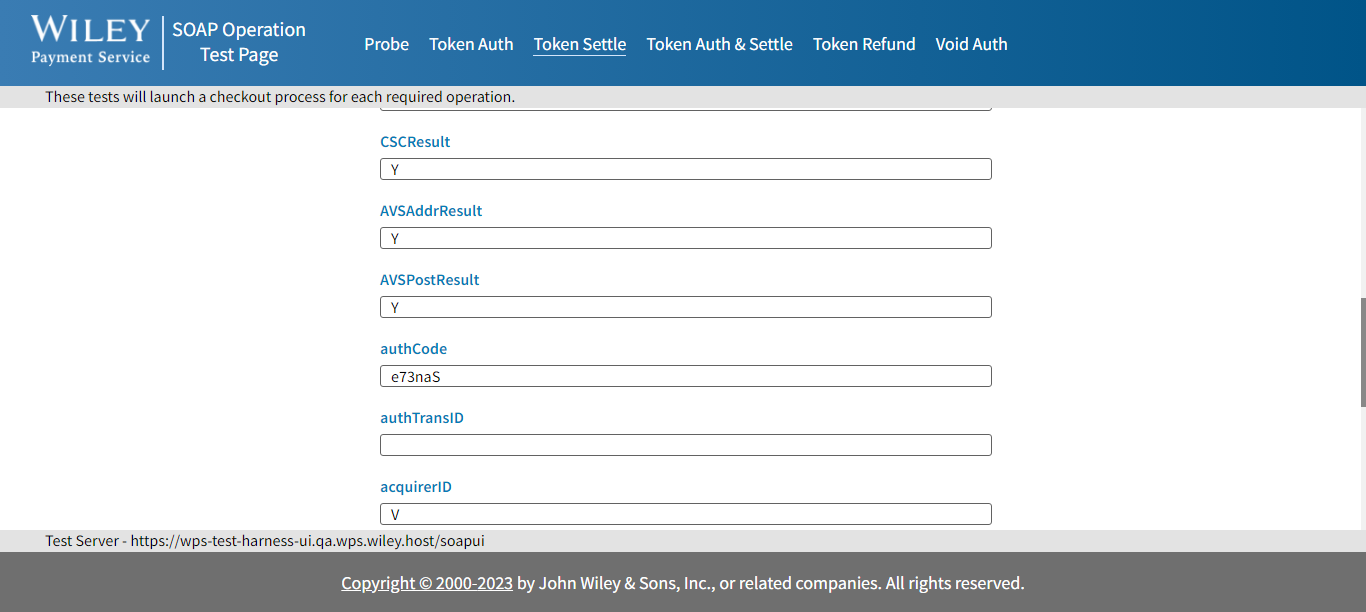 WILEY
Payment Service
SOAP Operation
Test Page
Probe
Token Auth
Token Settle
Token Auth & Settle
Token Refund
Void Auth
These tests will launch a checkout process for each required operation.
CSCResult
Y
AVSAddrResult
Y
AVSPostResult
Y
authCode
e73naS
authTransID
acquirerID
V
Test Server - https://wps-test-harness-ui.qa.wps.wiley.host/soapui
Copyright © 2000-2023 by John Wiley & Sons, Inc., or related companies. All rights reserved.